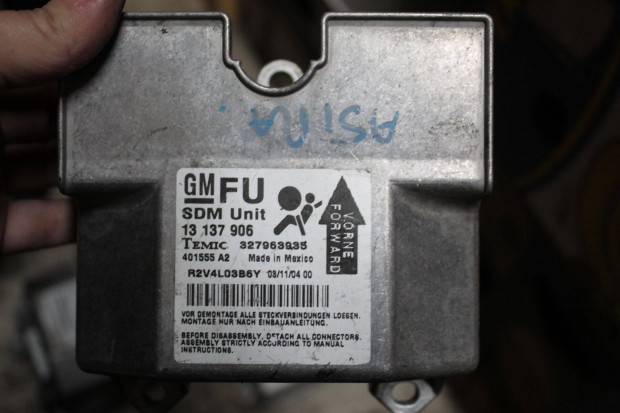 ASTRA.
GM FU
SDM Unit
13 137 906
TEMIC 327963935
401555 A2 Made in Mexico
R2V4L03B6Y 08/11/04 00
VORNE
FORWARD
VOR DEMONTAGE ALLE STECKVERBINDUNGEN LOESEN.
MONTAGE NUR NACH EINBAUANLEITUNG.
BEFORE DISASSEMBLY, DETACH ALL CONNECTORS.
ASSEMBLY STRICTLY ACCORDING TO MANUAL
INSTRUCTIONS.